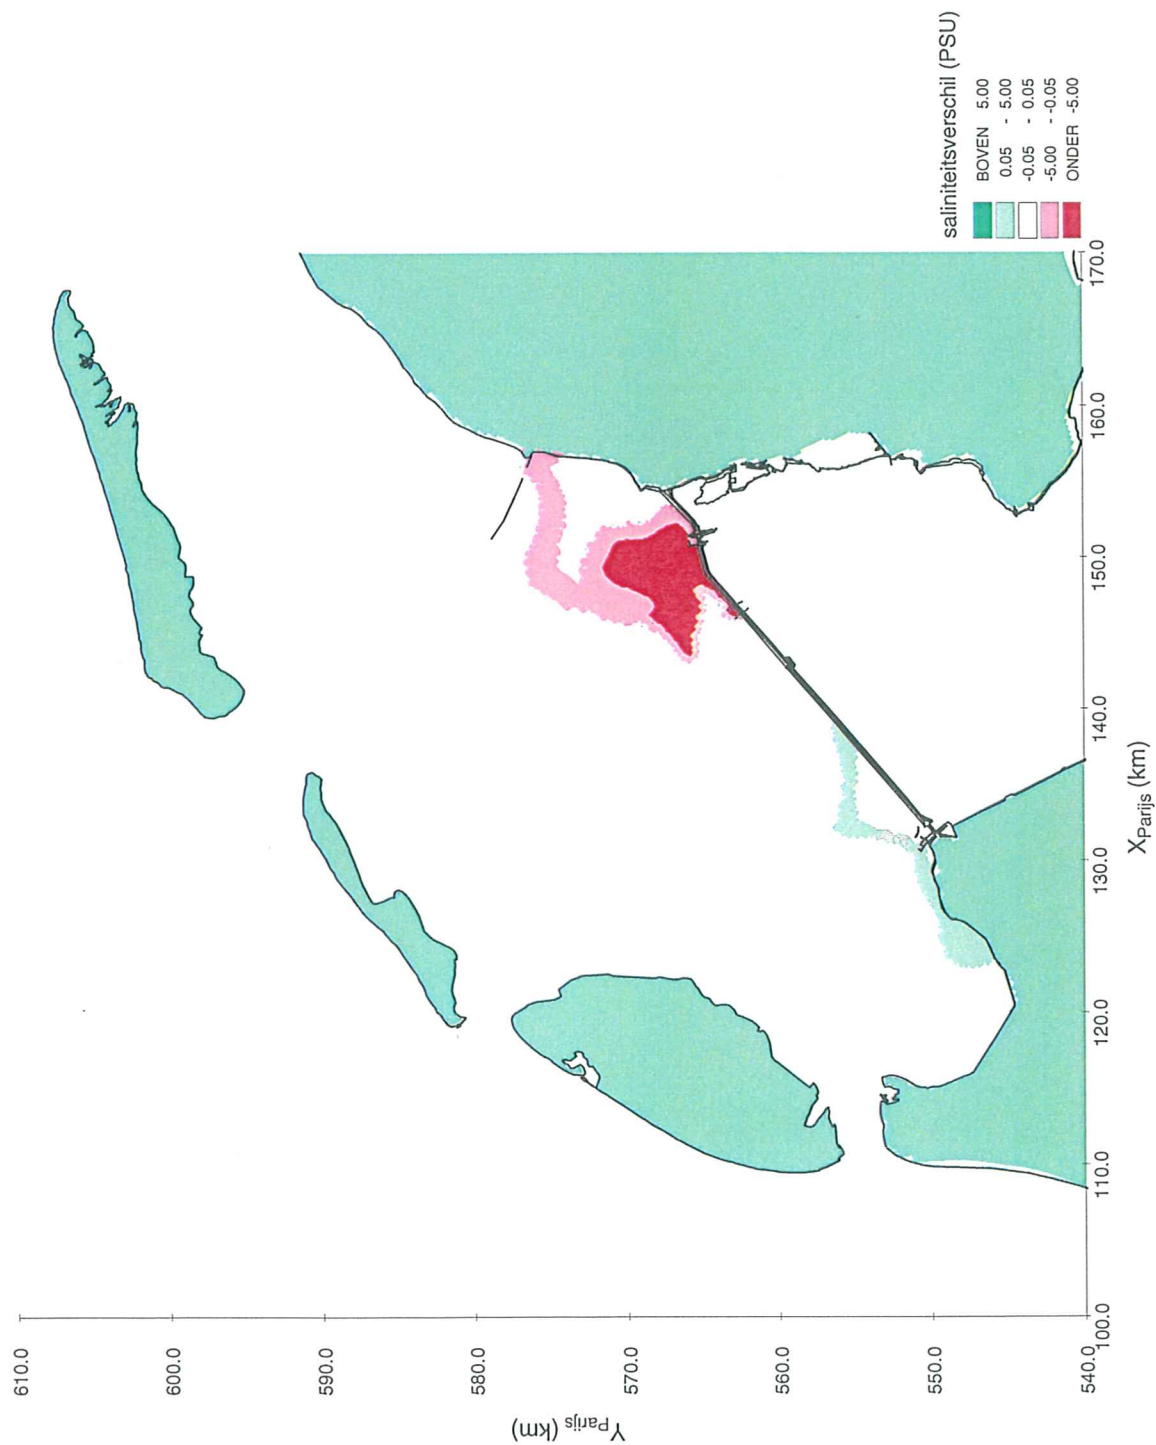 saliniteitsverschil (PSU)
BOVEN 5.00
0.05 - 5.00
-0.05 - 0.05
-5.00 - -0.05
ONDER -5.00
610.0
600.0
590.0
580.0
570.0
560.0
550.0
540.0
YParijs (km)
100.0 110.0 120.0 130.0 140.0 150.0 160.0 170.0
XParijs (km)